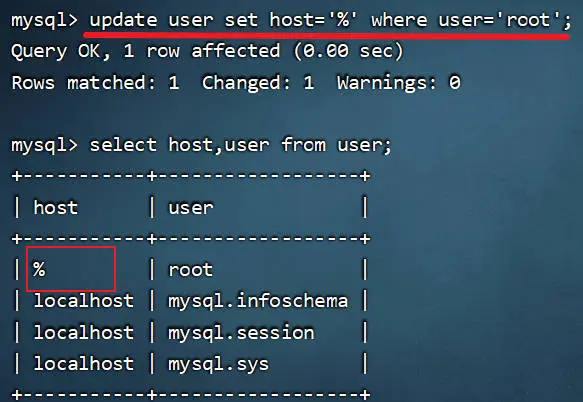 mysql> update user set host='%' where user='root';
Query OK, 1 row affected (0.00 sec)
Rows matched: 1  Changed: 1  Warnings: 0

mysql> select host,user from user;
+-----------+------------------+
| host      | user             |
+-----------+------------------+
| %         | root             |
| localhost | mysql.infoschema |
| localhost | mysql.session    |
| localhost | mysql.sys        |
+-----------+------------------+